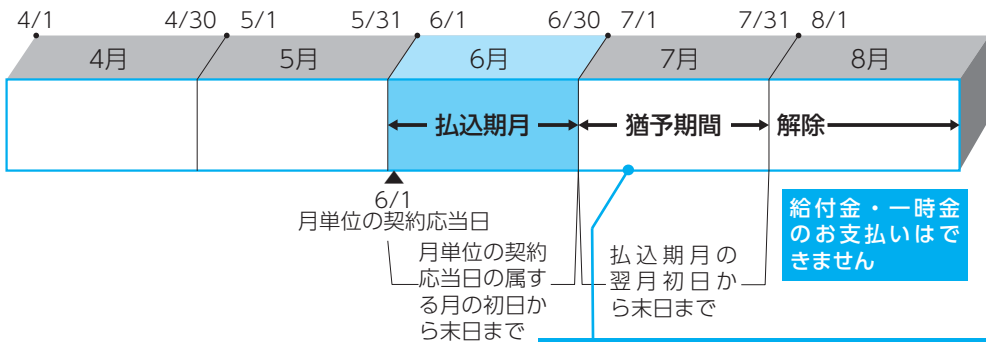 4/1 4/30 5/1 5/31 6/1 6/30 7/1 7/31 8/1
4月 5月 6月 7月 8月
払込期月 猶予期間 解除
6/1
月単位の契約応当日
月単位の契約
応当日の属す
る月の初日か
ら末日まで
払込期月の
翌月初日か
ら末日まで
給付金・一時金
のお支払いはで
きません